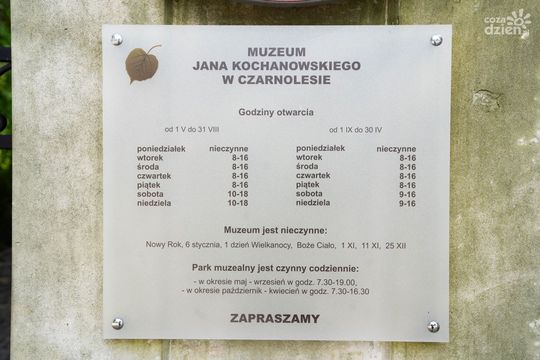 coza
dzień
MUZEUM
JANA KOCHANOWSKIEGO
W CZARNOLESIE
Godziny otwarcia
od 1 V do 31 VIII
poniedziałek nieczynne
wtorek 8-16
środa 8-16
czwartek 8-16
piątek 8-16
sobota 10-18
niedziela 10-18
od 1 IX do 30 IV
poniedziałek nieczynne
wtorek 8-16
środa 8-16
czwartek 8-16
piątek 8-16
sobota 9-16
niedziela 9-16
Muzeum jest nieczynne:
Nowy Rok, 6 stycznia, 1 dzień Wielkanocy, Boże Ciało, 1 XI, 11 XI, 25 XII
Park muzealny jest czynny codziennie:
- w okresie maj - wrzesień w godz. 7.30-19.00,
- w okresie październik - kwiecień w godz. 7.30-16.30
ZAPRASZAMY